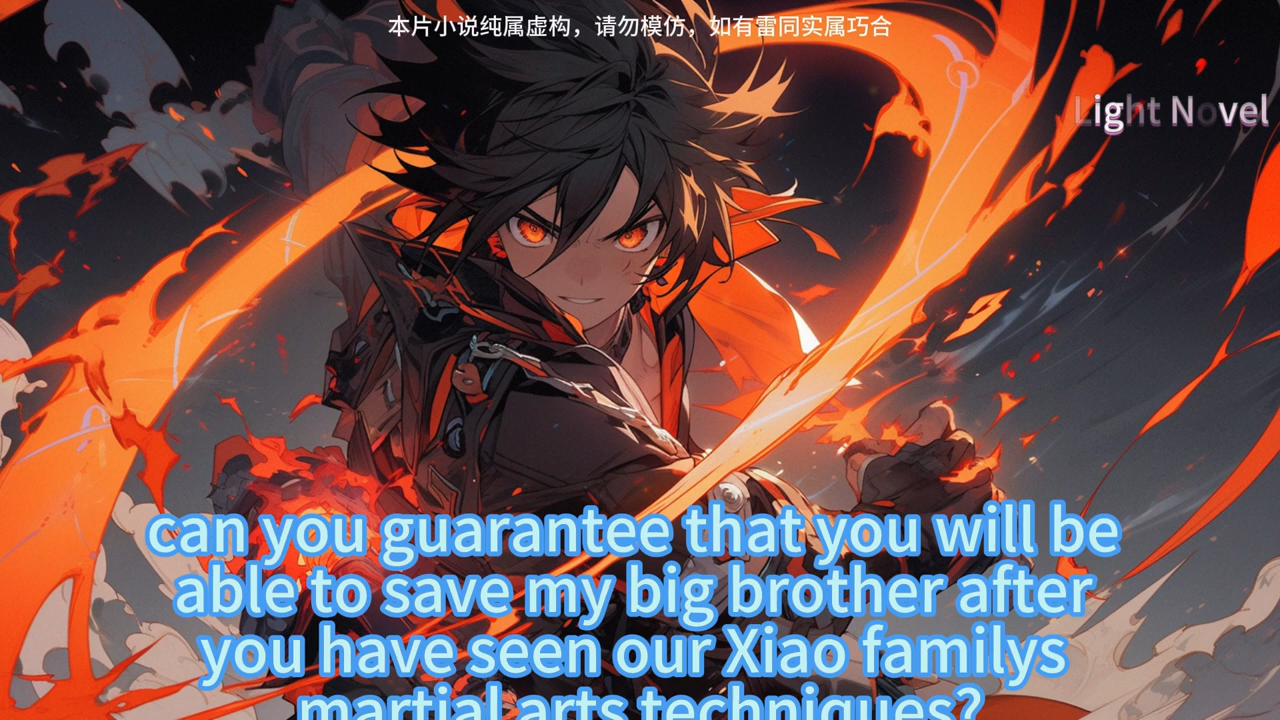 本片小说纯属虚构，请勿模仿，如有雷同实属巧合
Light Novel
can you guarantee that you will be
able to save my big brother after
you have seen our Xiao familys
martial arts techniques?